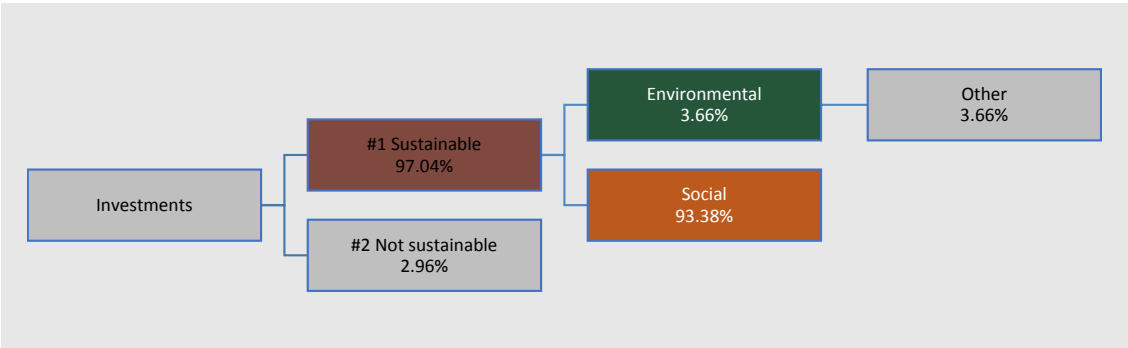 Investments
#1 Sustainable
97.04%
#2 Not sustainable
2.96%
Environmental
3.66%
Social
93.38%
Other
3.66%